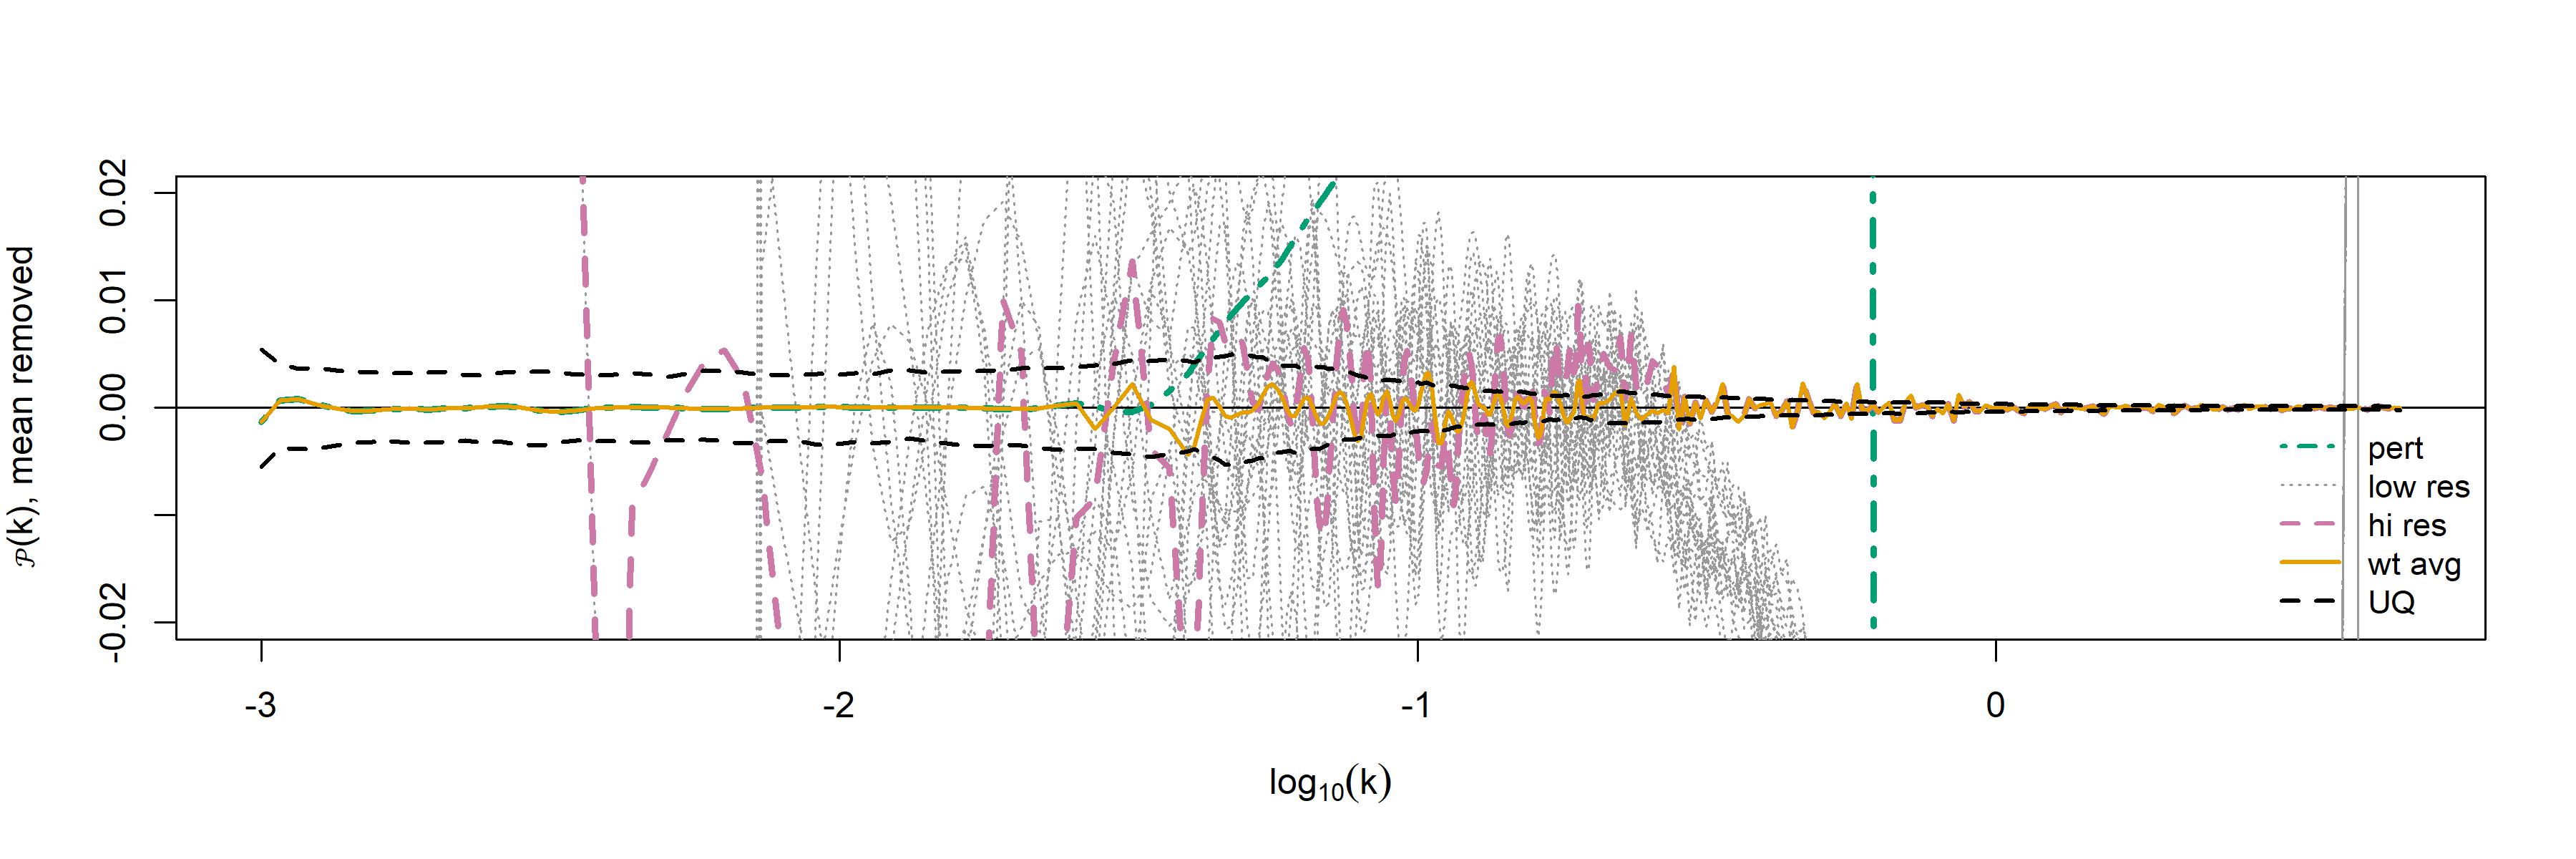 0.02
0.01
0.00
-0.02
𝒫(k), mean removed
pert
low res
hi res
wt avg
UQ
-3
-2
-1
0
log₁₀(k)